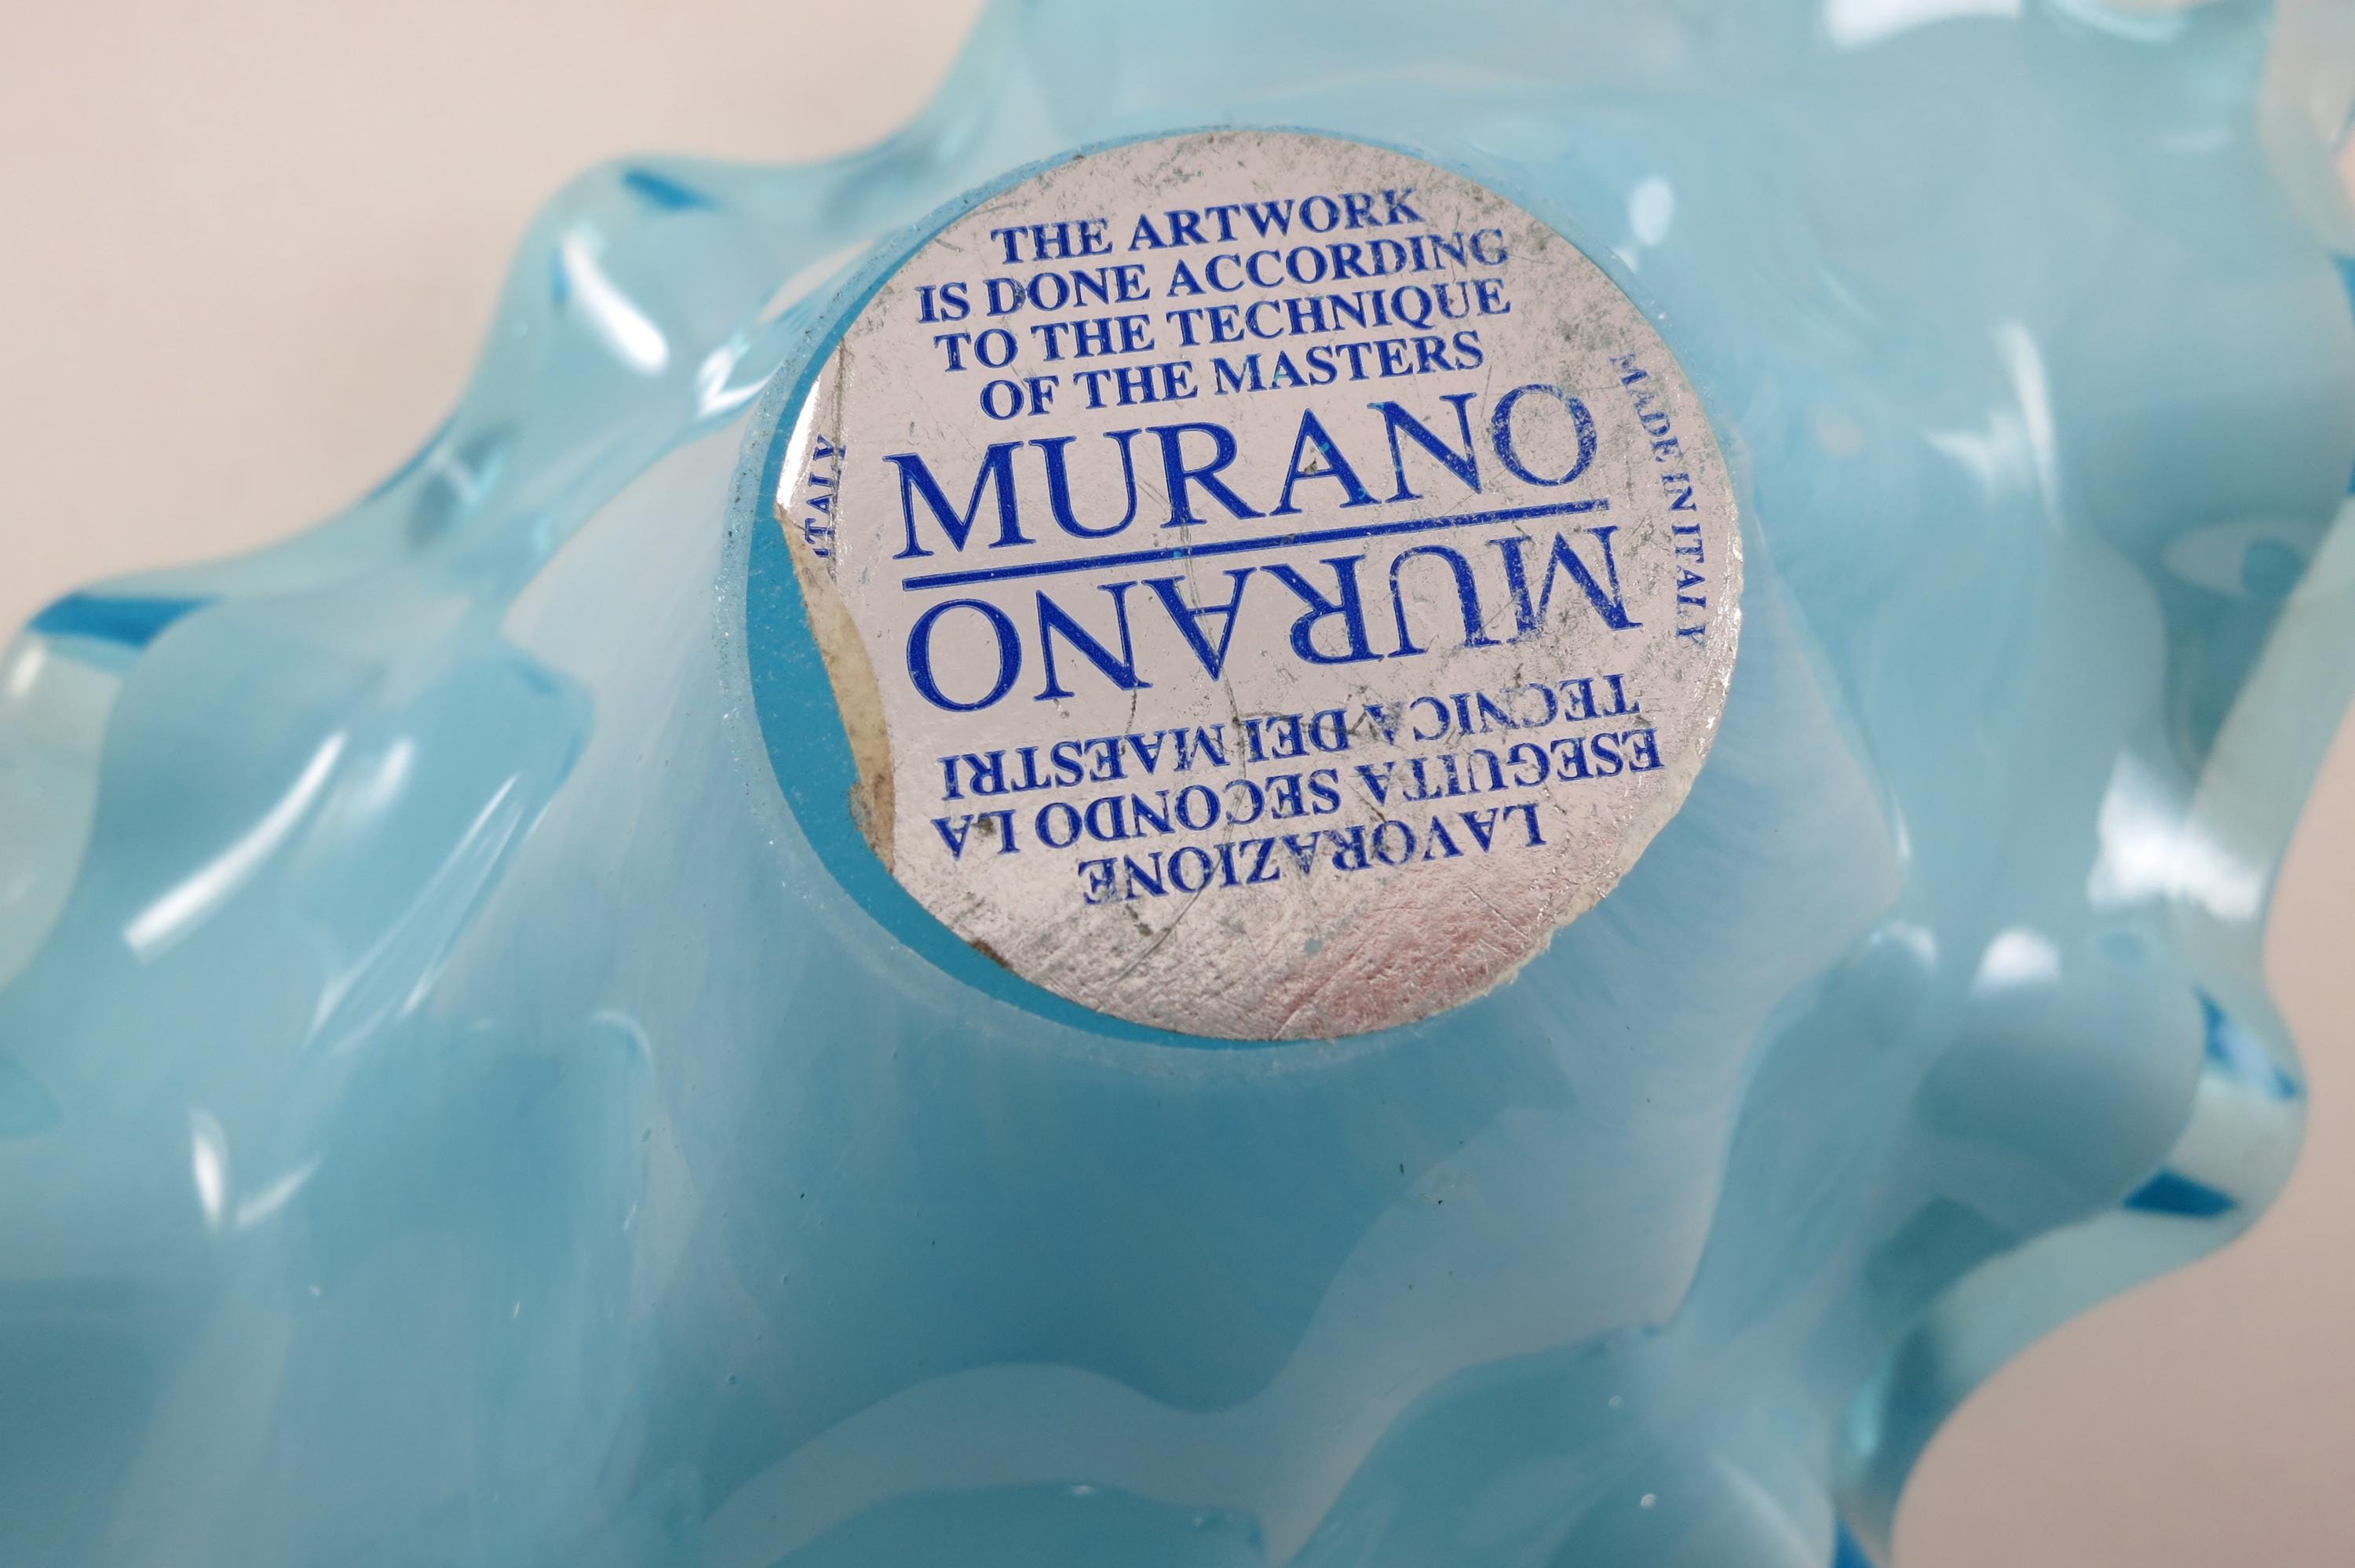 THE ARTWORK
IS DONE ACCORDING
TO THE TECHNIQUE
OF THE MASTERS
MURANO
MURANO
LAVORAZIONE
ESEGUITA SECONDO LA
TECNICA DEI MAESTRI
MADE IN ITALY
ITALY